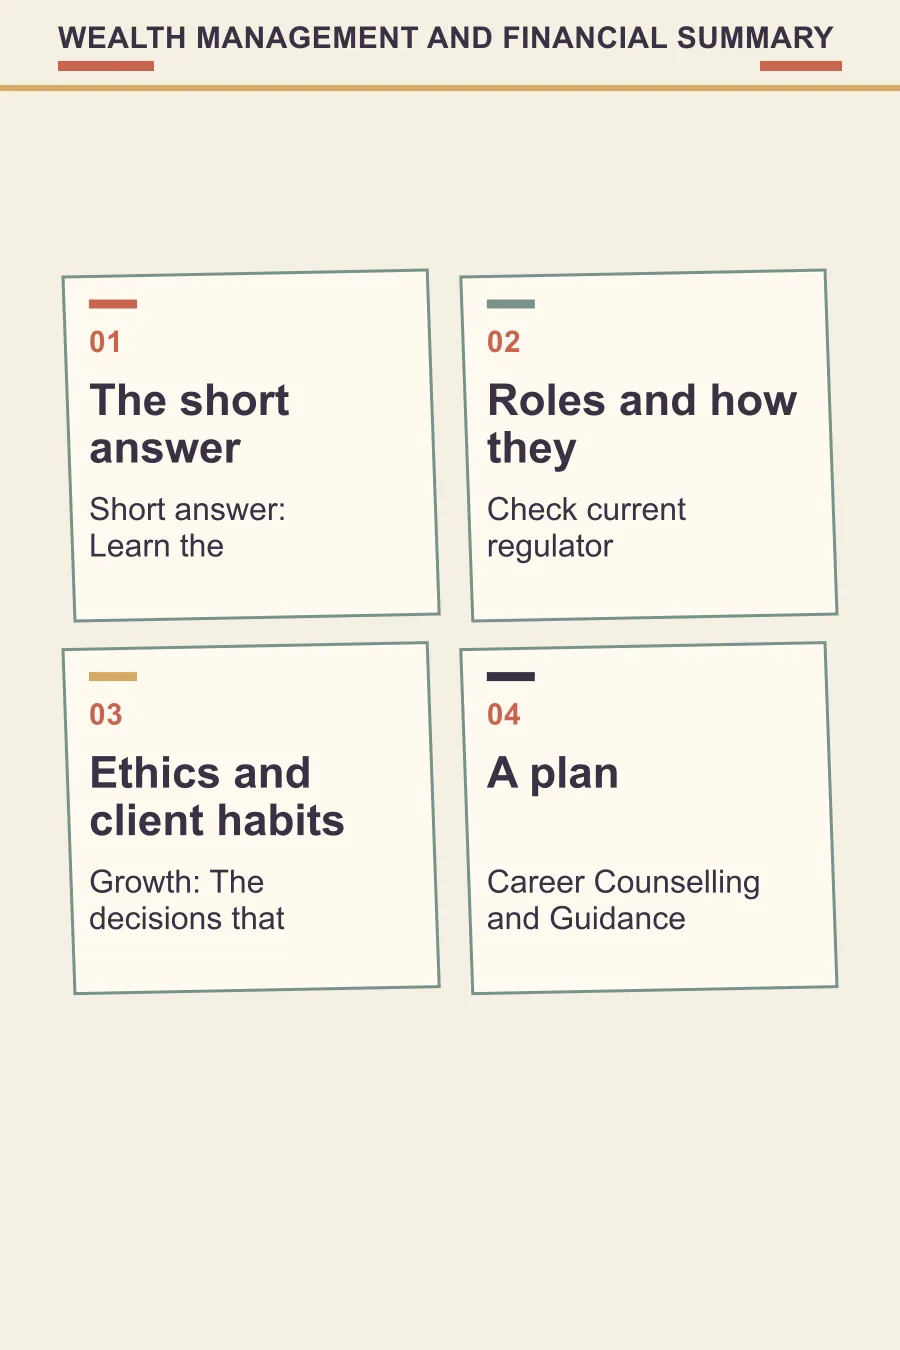 WEALTH MANAGEMENT AND FINANCIAL SUMMARY
01
The short
answer
Short answer:
Learn the
02
Roles and how
they
Check current
regulator
03
Ethics and
client habits
Growth: The
decisions that
04
A plan
Career Counselling
and Guidance